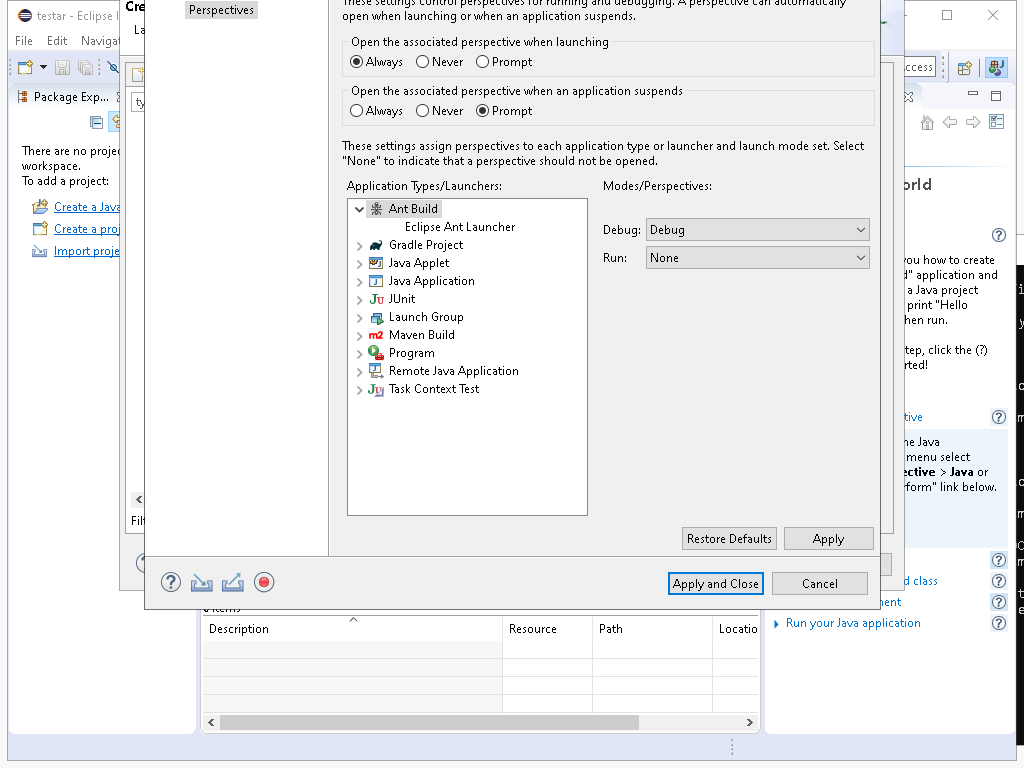 testar - Eclipse I
Cre
Perspectives
These settings control perspectives for running and debugging. A perspective can automatically
open when launching or when an application suspends.
File Edit Navigat
La
Open the associated perspective when launching
Always Never Prompt
ccess
Open the associated perspective when an application suspends
Package Exp...
ty
Always Never Prompt
There are no proje
workspace.
To add a project:
Create a Java
Create a proj
Import proje
These settings assign perspectives to each application type or launcher and launch mode set. Select
"None" to indicate that a perspective should not be opened.
Application Types/Launchers:
Modes/Perspectives:
Ant Build
Eclipse Ant Launcher
Gradle Project
Java Applet
Java Application
JUnit
Launch Group
Maven Build
Program
Remote Java Application
Task Context Test
Debug: Debug
Run: None
orld
you how to create
d" application and
a Java project
print "Hello
hen run.
tep, click the (?)
rted!
tive
he Java
menu select
ective > Java or
rform" link below.
Filt
Restore Defaults Apply
Apply and Close Cancel
d class
ent
Run your Java application
0 items
Description Resource Path Locatio